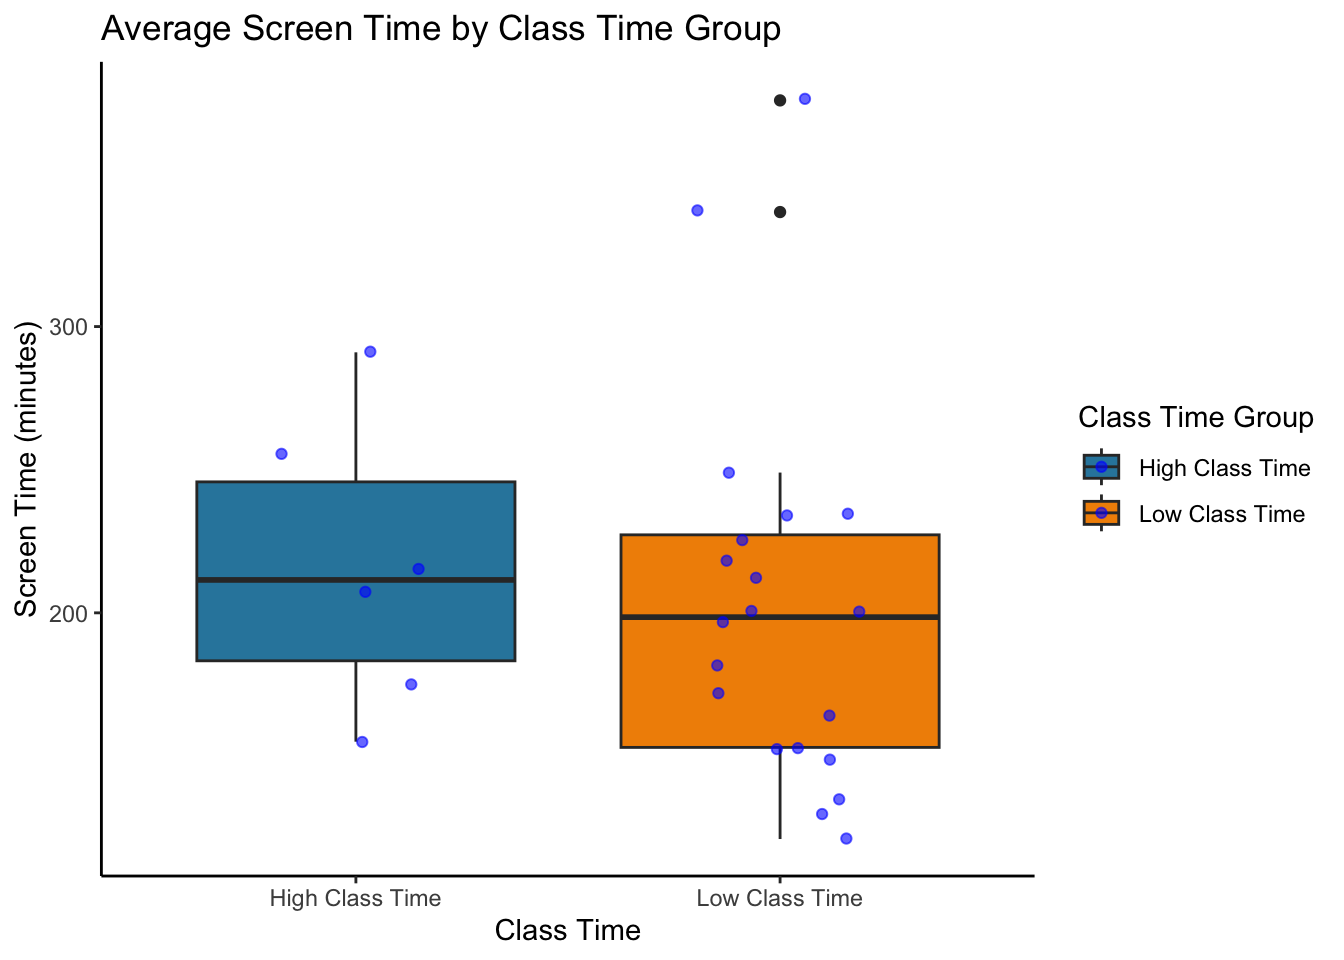 Average Screen Time by Class Time Group
Screen Time (minutes)
300
200
High Class Time
Low Class Time
Class Time
Class Time Group
High Class Time
Low Class Time